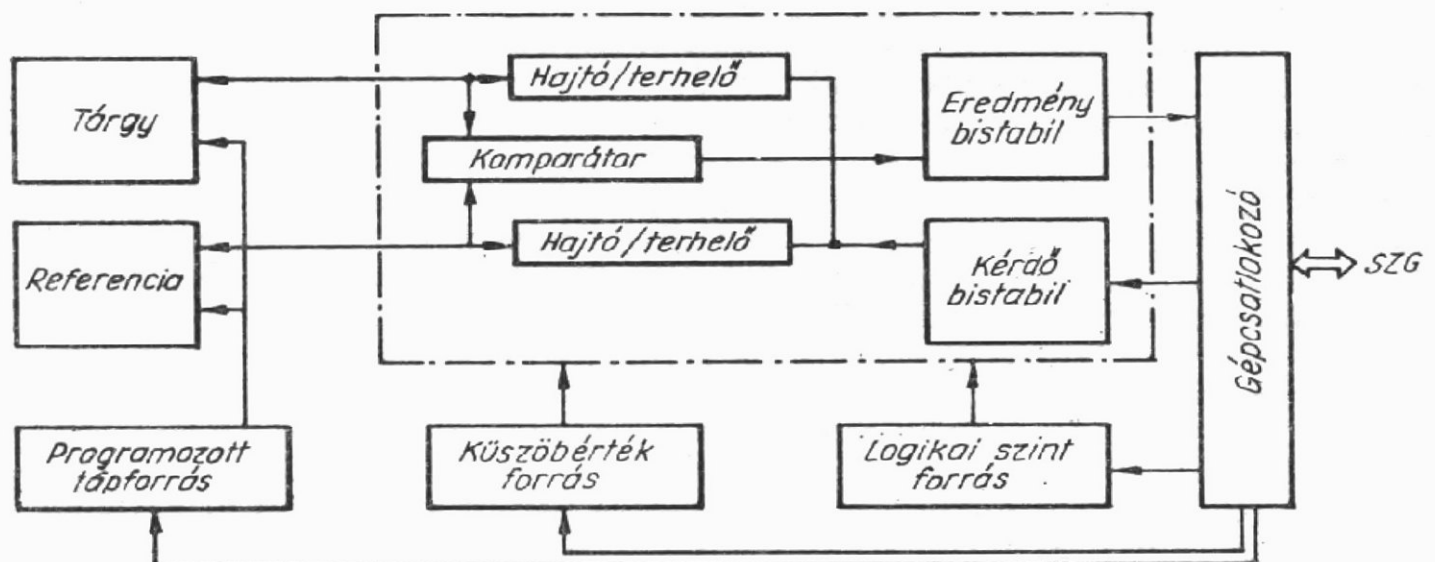 Tárgy
Hajtó/terhelő
Komparátor
Eredmény
bistabil
Referencia
Hajtó/terhelő
Kérdő
bistabil
Gépcsatlakozó
SZG
Programozott
tápforrás
Küszöbérték
forrás
Logikai szint
forrás